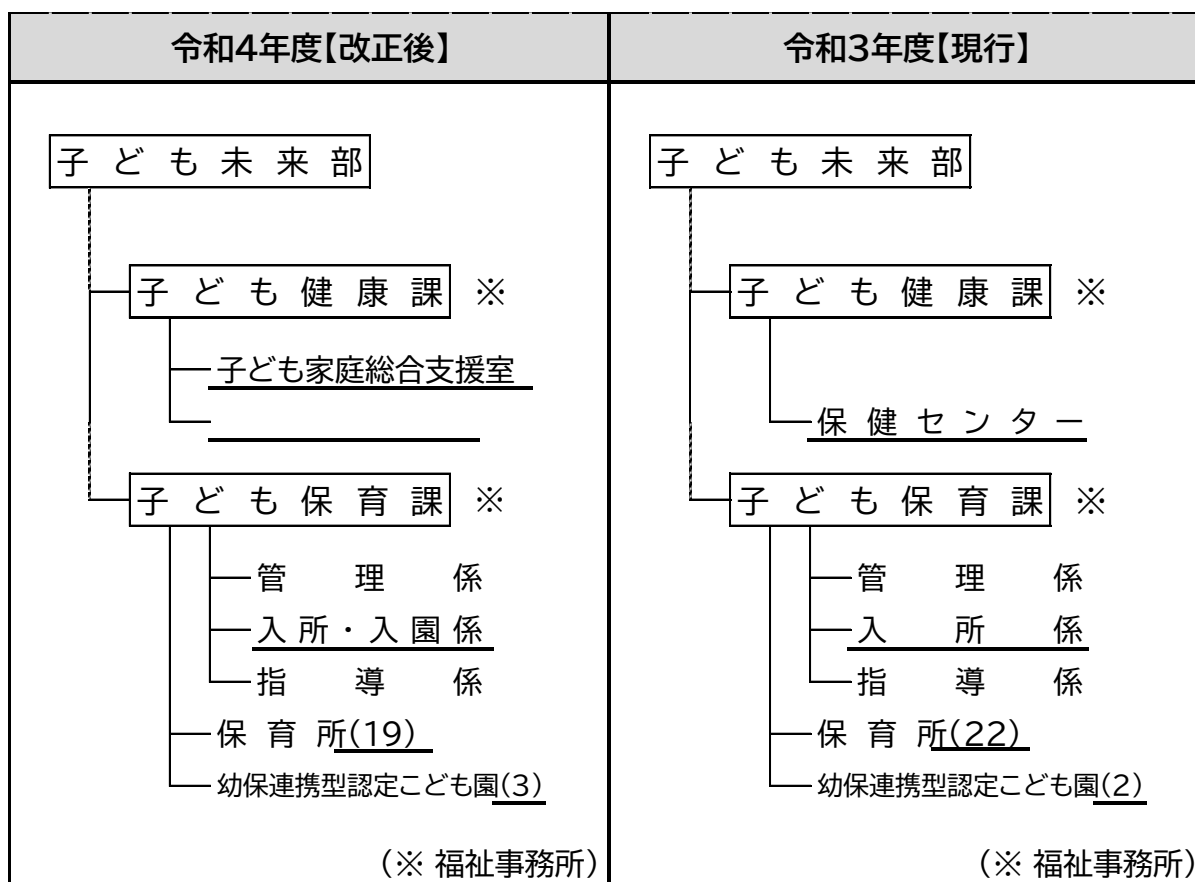 令和4年度【改正後】
子ども未来部
子ども健康課 ※
子ども家庭総合支援室
子ども保育課 ※
管理係
入所・入園係
指導係
保育所(19)
幼保連携型認定こども園(3)
(※ 福祉事務所)
令和3年度【現行】
子ども未来部
子ども健康課 ※
保健センター
子ども保育課 ※
管理係
入所係
指導係
保育所(22)
幼保連携型認定こども園(2)
(※ 福祉事務所)